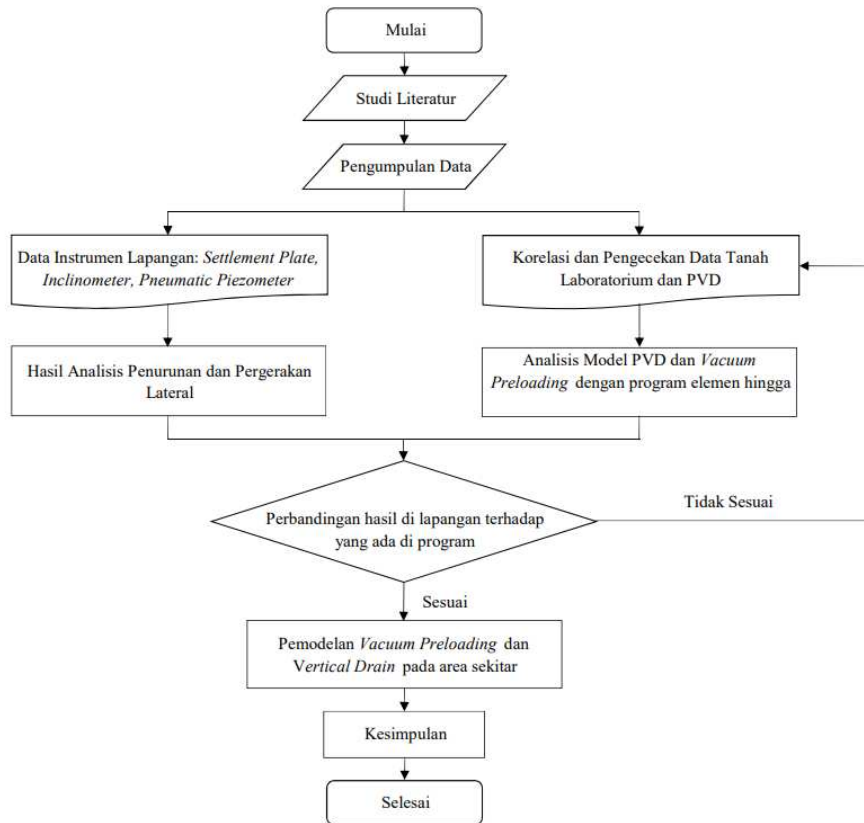 Mulai
Studi Literatur
Pengumpulan Data
Data Instrumen Lapangan: Settlement Plate,
Inclinometer, Pneumatic Piezometer
Korelasi dan Pengecekan Data Tanah
Laboratorium dan PVD
Hasil Analisis Penurunan dan Pergerakan
Lateral
Analisis Model PVD dan Vacuum
Preloading dengan program elemen hingga
Perbandingan hasil di lapangan terhadap
yang ada di program
Tidak Sesuai
Sesuai
Pemodelan Vacuum Preloading dan
Vertical Drain pada area sekitar
Kesimpulan
Selesai